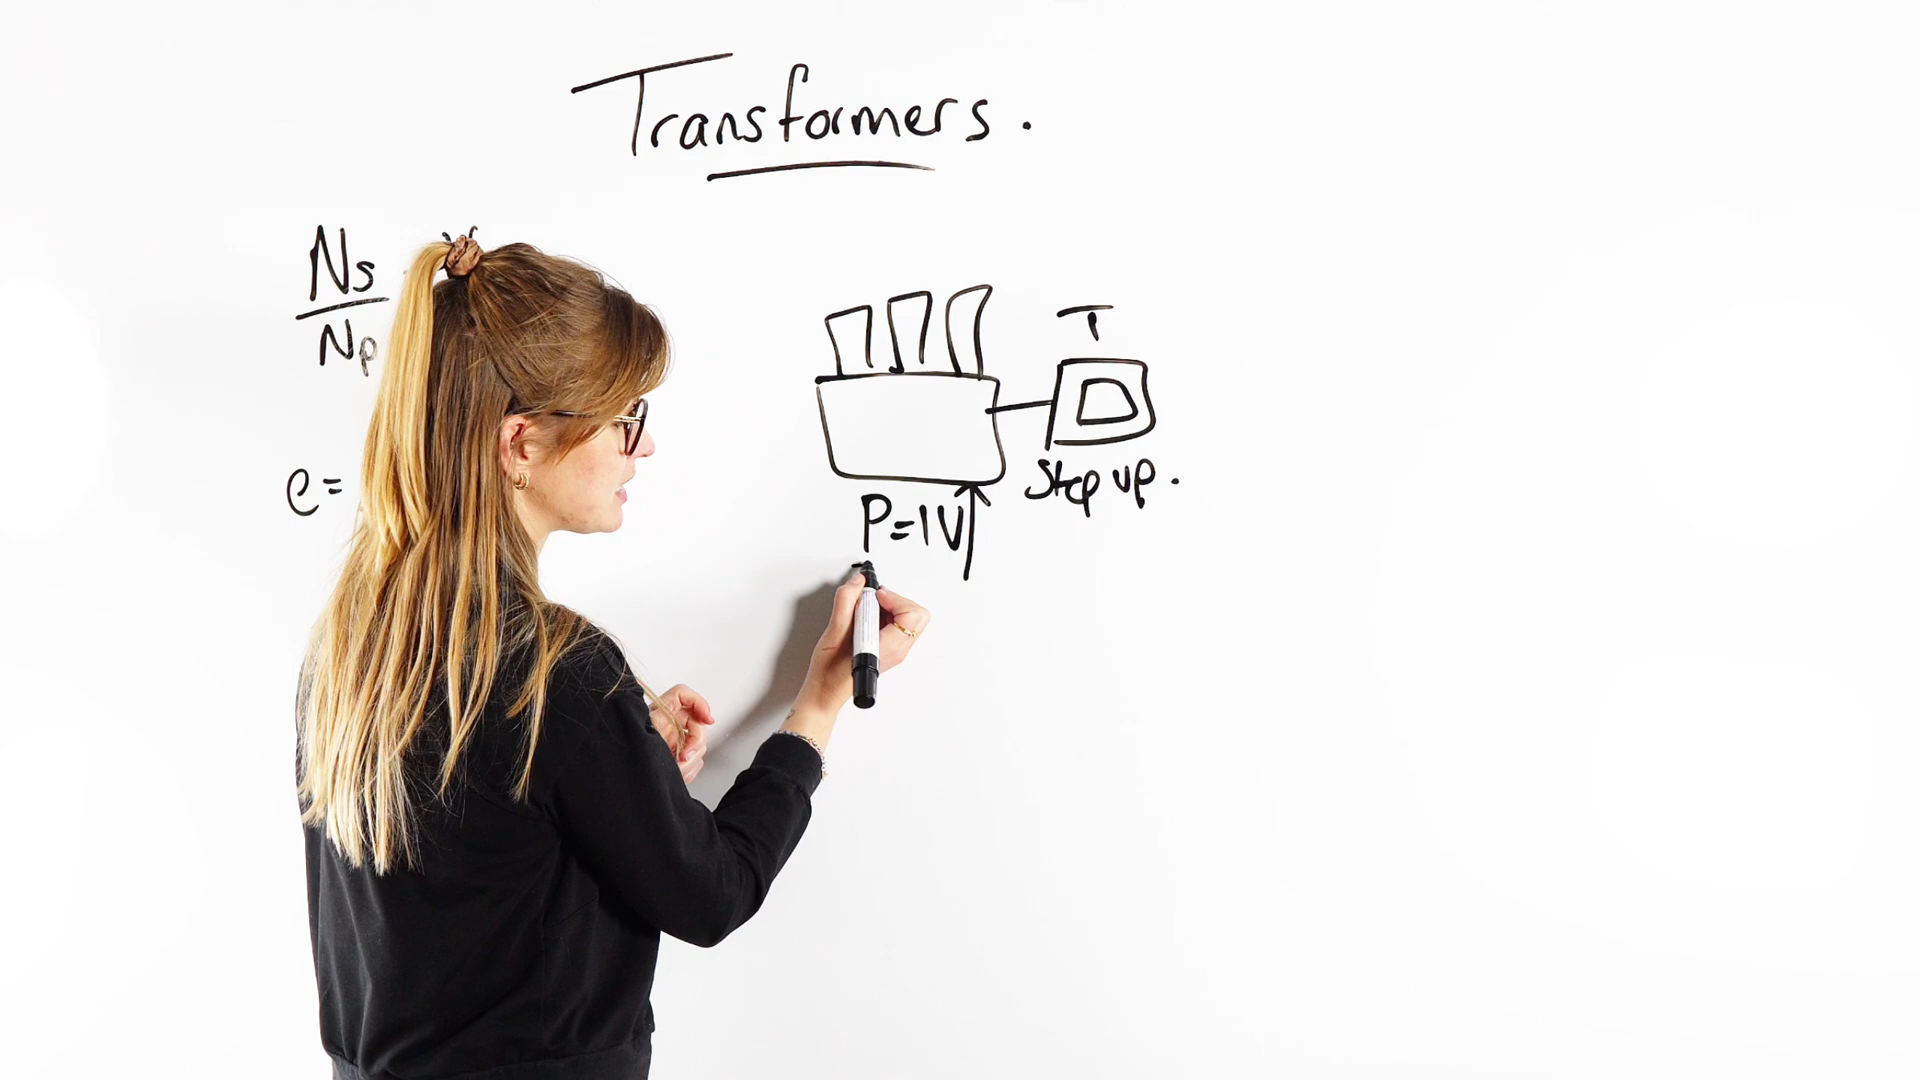 Transformers.
Ns
Np
T
e =
Step up.
P = IV